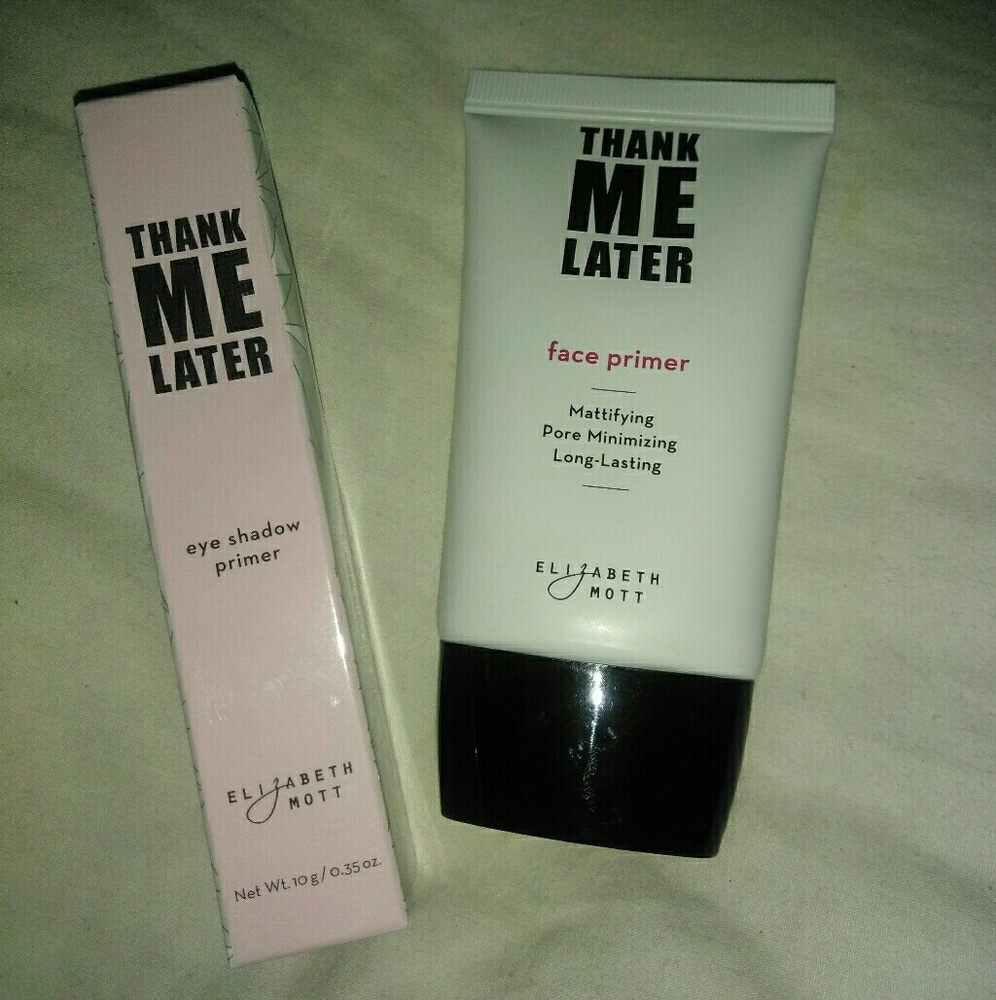 THANK
ME
LATER
eye shadow
primer
ELIZABETH
MOTT
Net Wt. 10 g / 0.35 oz.
THANK
ME
LATER
face primer
Mattifying
Pore Minimizing
Long-Lasting
ELIZABETH
MOTT